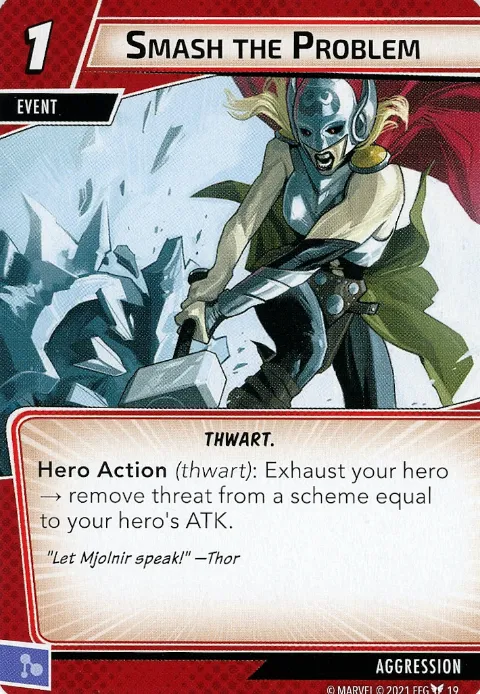 1
SMASH THE PROBLEM
EVENT
THWART.
Hero Action (thwart): Exhaust your hero
→ remove threat from a scheme equal
to your hero's ATK.
"Let Mjolnir speak!" —Thor
AGGRESSION
© MARVEL © 2021 FFG 19